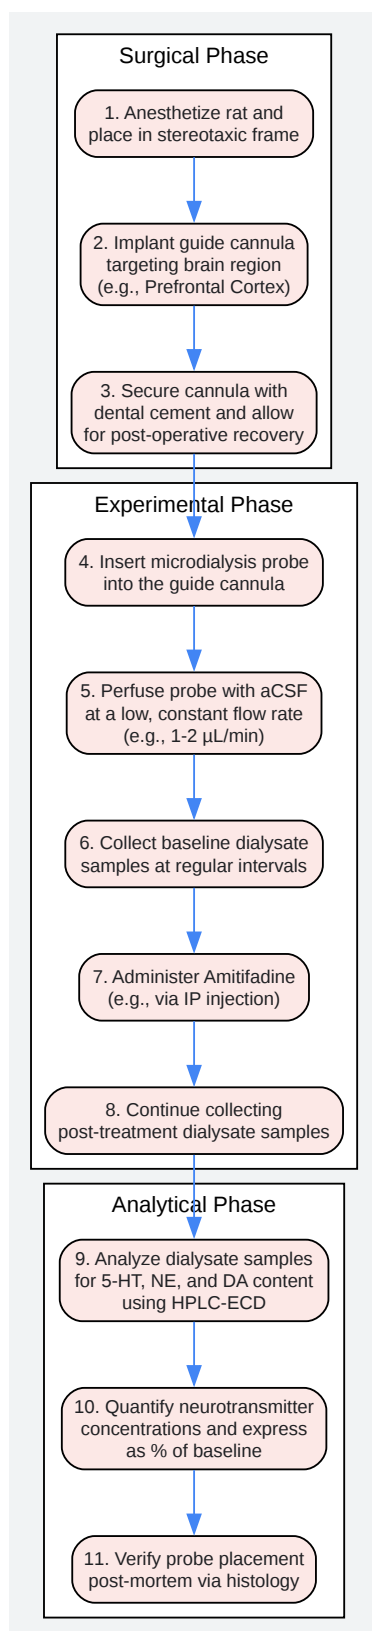 Surgical Phase
1. Anesthetize rat and
place in stereotaxic frame
2. Implant guide cannula
targeting brain region
(e.g., Prefrontal Cortex)
3. Secure cannula with
dental cement and allow
for post-operative recovery
Experimental Phase
4. Insert microdialysis probe
into the guide cannula
5. Perfuse probe with aCSF
at a low, constant flow rate
(e.g., 1-2 µL/min)
6. Collect baseline dialysate
samples at regular intervals
7. Administer Amitifadine
(e.g., via IP injection)
8. Continue collecting
post-treatment dialysate samples
Analytical Phase
9. Analyze dialysate samples
for 5-HT, NE, and DA content
using HPLC-ECD
10. Quantify neurotransmitter
concentrations and express
as % of baseline
11. Verify probe placement
post-mortem via histology